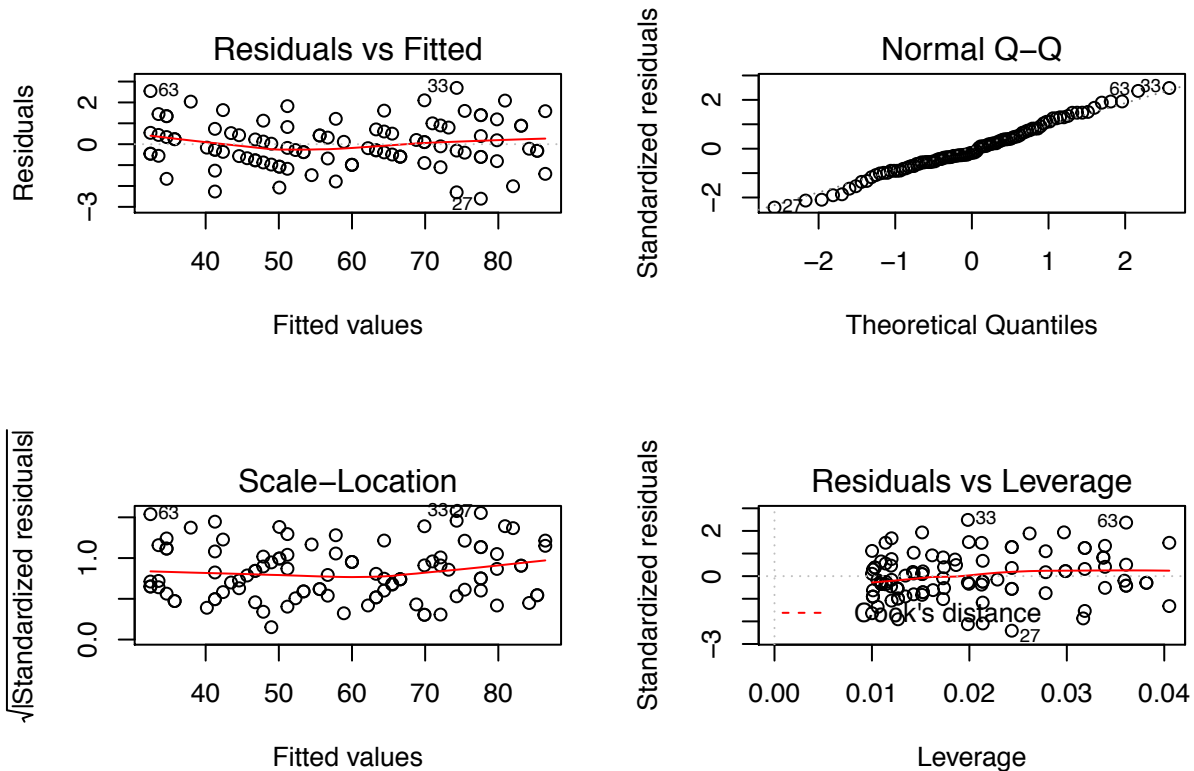 Residuals vs Fitted
Residuals
2
0
−3
63
33
27
40 50 60 70 80
Fitted values
Normal Q−Q
Standardized residuals
2
0
−2
63
33
27
−2 −1 0 1 2
Theoretical Quantiles
Scale−Location
√|Standardized residuals|
1.0
0.0
63
33
27
40 50 60 70 80
Fitted values
Residuals vs Leverage
Standardized residuals
2
0
−3
33
63
27
Cook's distance
0.00 0.01 0.02 0.03 0.04
Leverage